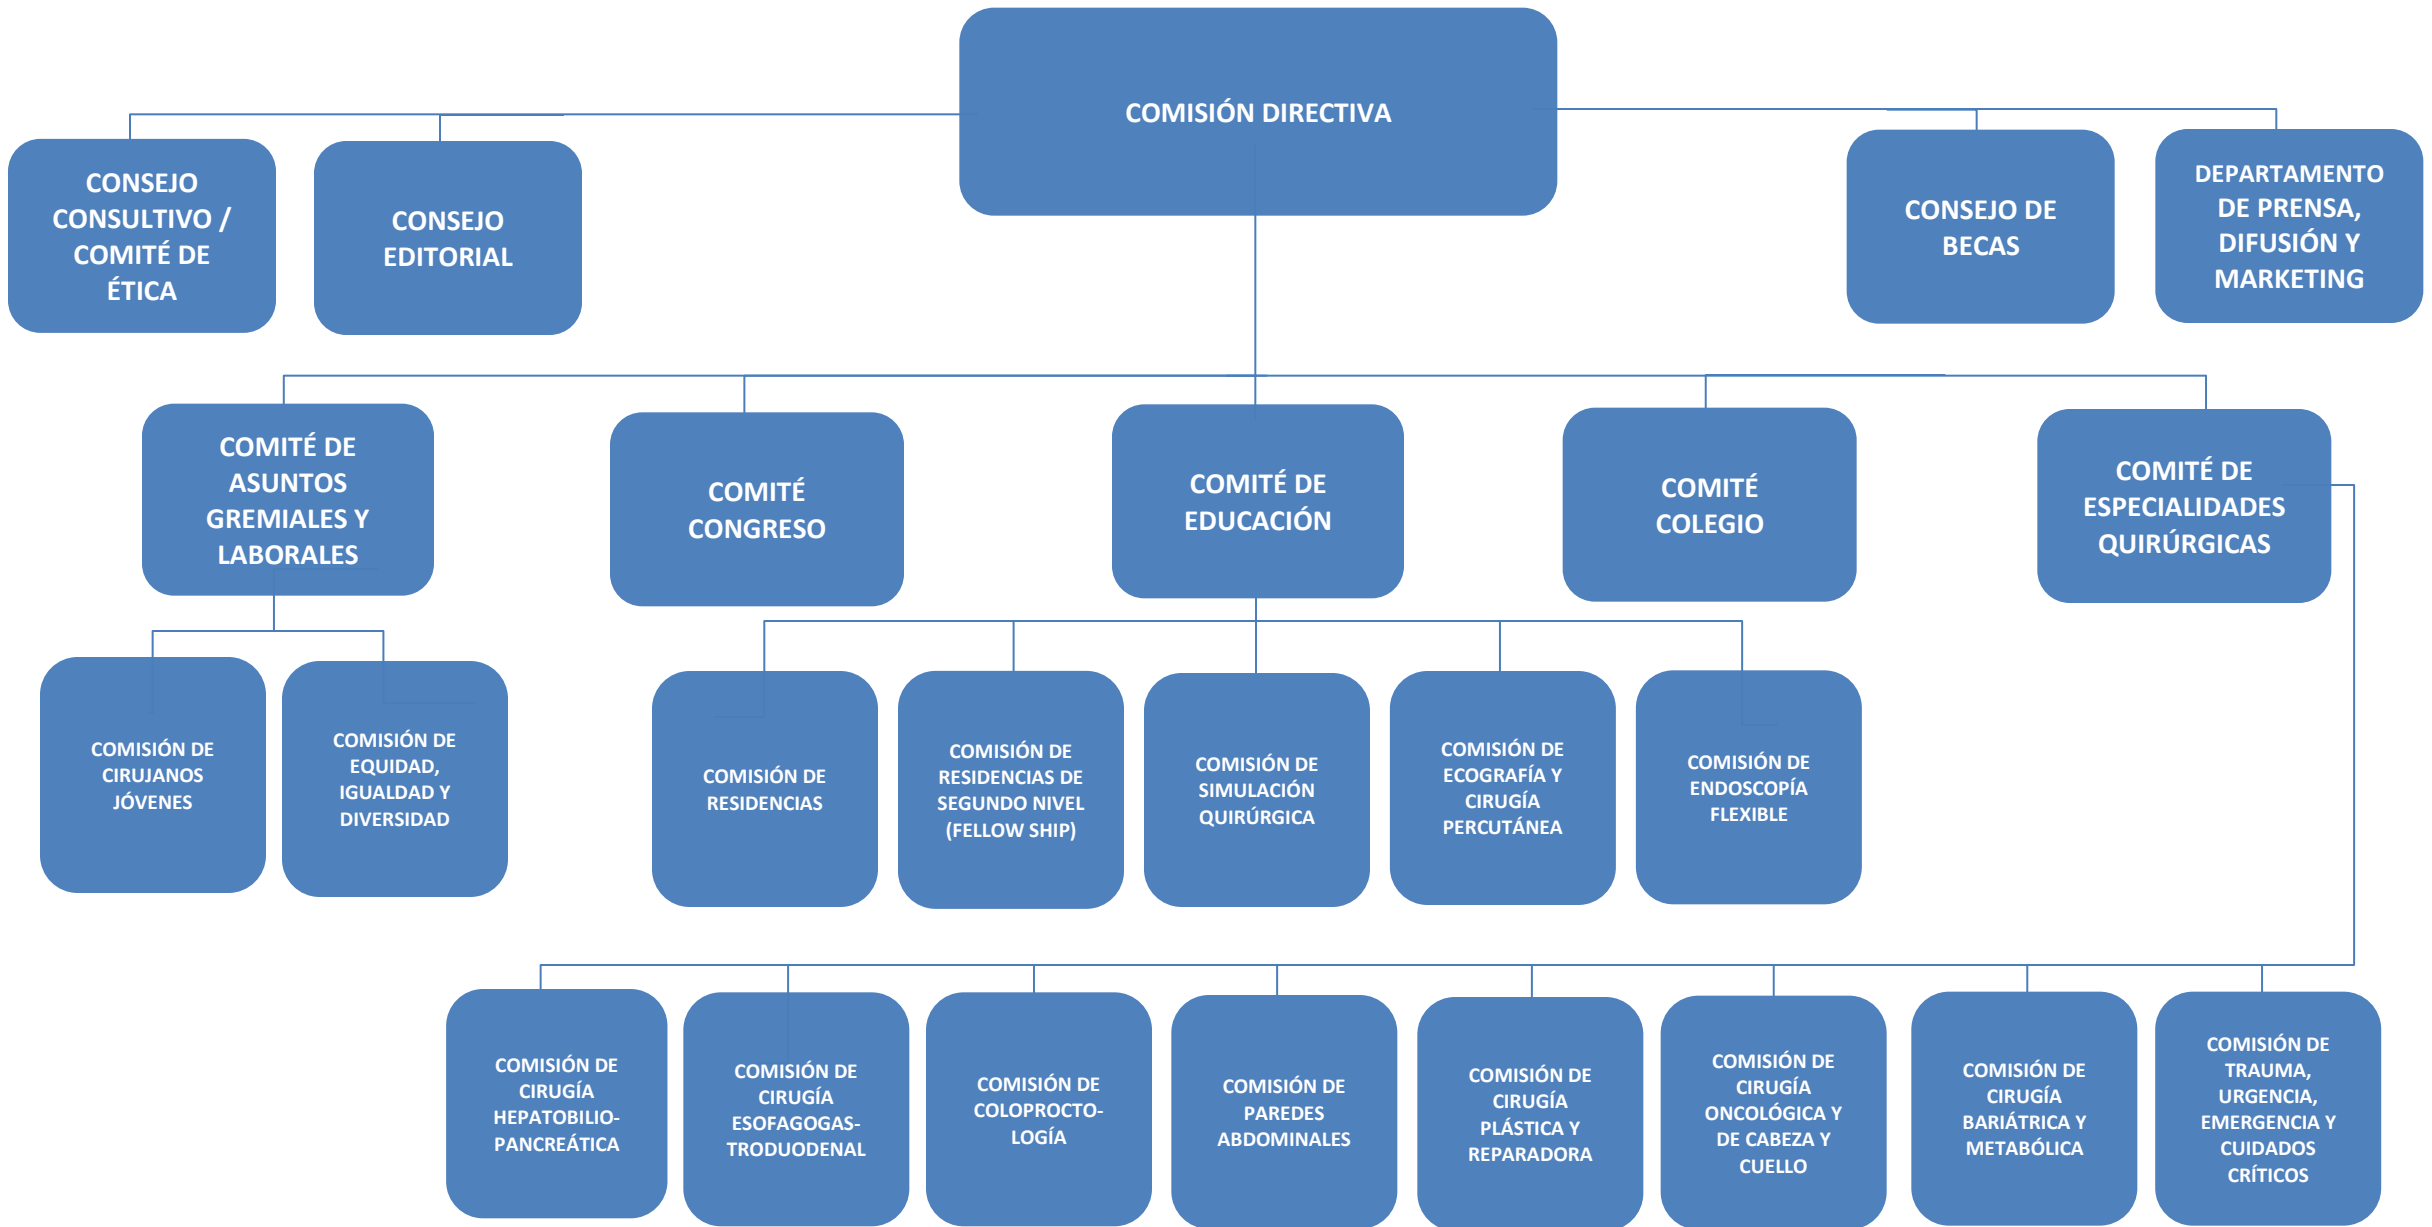 COMISIÓN DIRECTIVA
CONSEJO
CONSULTIVO /
COMITÉ DE
ÉTICA
CONSEJO
EDITORIAL
CONSEJO DE
BECAS
DEPARTAMENTO
DE PRENSA,
DIFUSIÓN Y
MARKETING
COMITÉ DE
ASUNTOS
GREMIALES Y
LABORALES
COMITÉ
CONGRESO
COMITÉ DE
EDUCACIÓN
COMITÉ
COLEGIO
COMITÉ DE
ESPECIALIDADES
QUIRÚRGICAS
COMISIÓN DE
CIRUJANOS
JÓVENES
COMISIÓN DE
EQUIDAD,
IGUALDAD Y
DIVERSIDAD
COMISIÓN DE
RESIDENCIAS
COMISIÓN DE
RESIDENCIAS DE
SEGUNDO NIVEL
(FELLOW SHIP)
COMISIÓN DE
SIMULACIÓN
QUIRÚRGICA
COMISIÓN DE
ECOGRAFÍA Y
CIRUGÍA
PERCUTÁNEA
COMISIÓN DE
ENDOSCOPÍA
FLEXIBLE
COMISIÓN DE
CIRUGÍA
HEPATOBILIO-
PANCREÁTICA
COMISIÓN DE
CIRUGÍA
ESOFAGOGAS-
TRODUODENAL
COMISIÓN DE
COLOPROCTO-
LOGÍA
COMISIÓN DE
PAREDES
ABDOMINALES
COMISIÓN DE
CIRUGÍA
PLÁSTICA Y
REPARADORA
COMISIÓN DE
CIRUGÍA
ONCOLÓGICA Y
DE CABEZA Y
CUELLO
COMISIÓN DE
CIRUGÍA
BARIÁTRICA Y
METABÓLICA
COMISIÓN DE
TRAUMA,
URGENCIA,
EMERGENCIA Y
CUIDADOS
CRÍTICOS